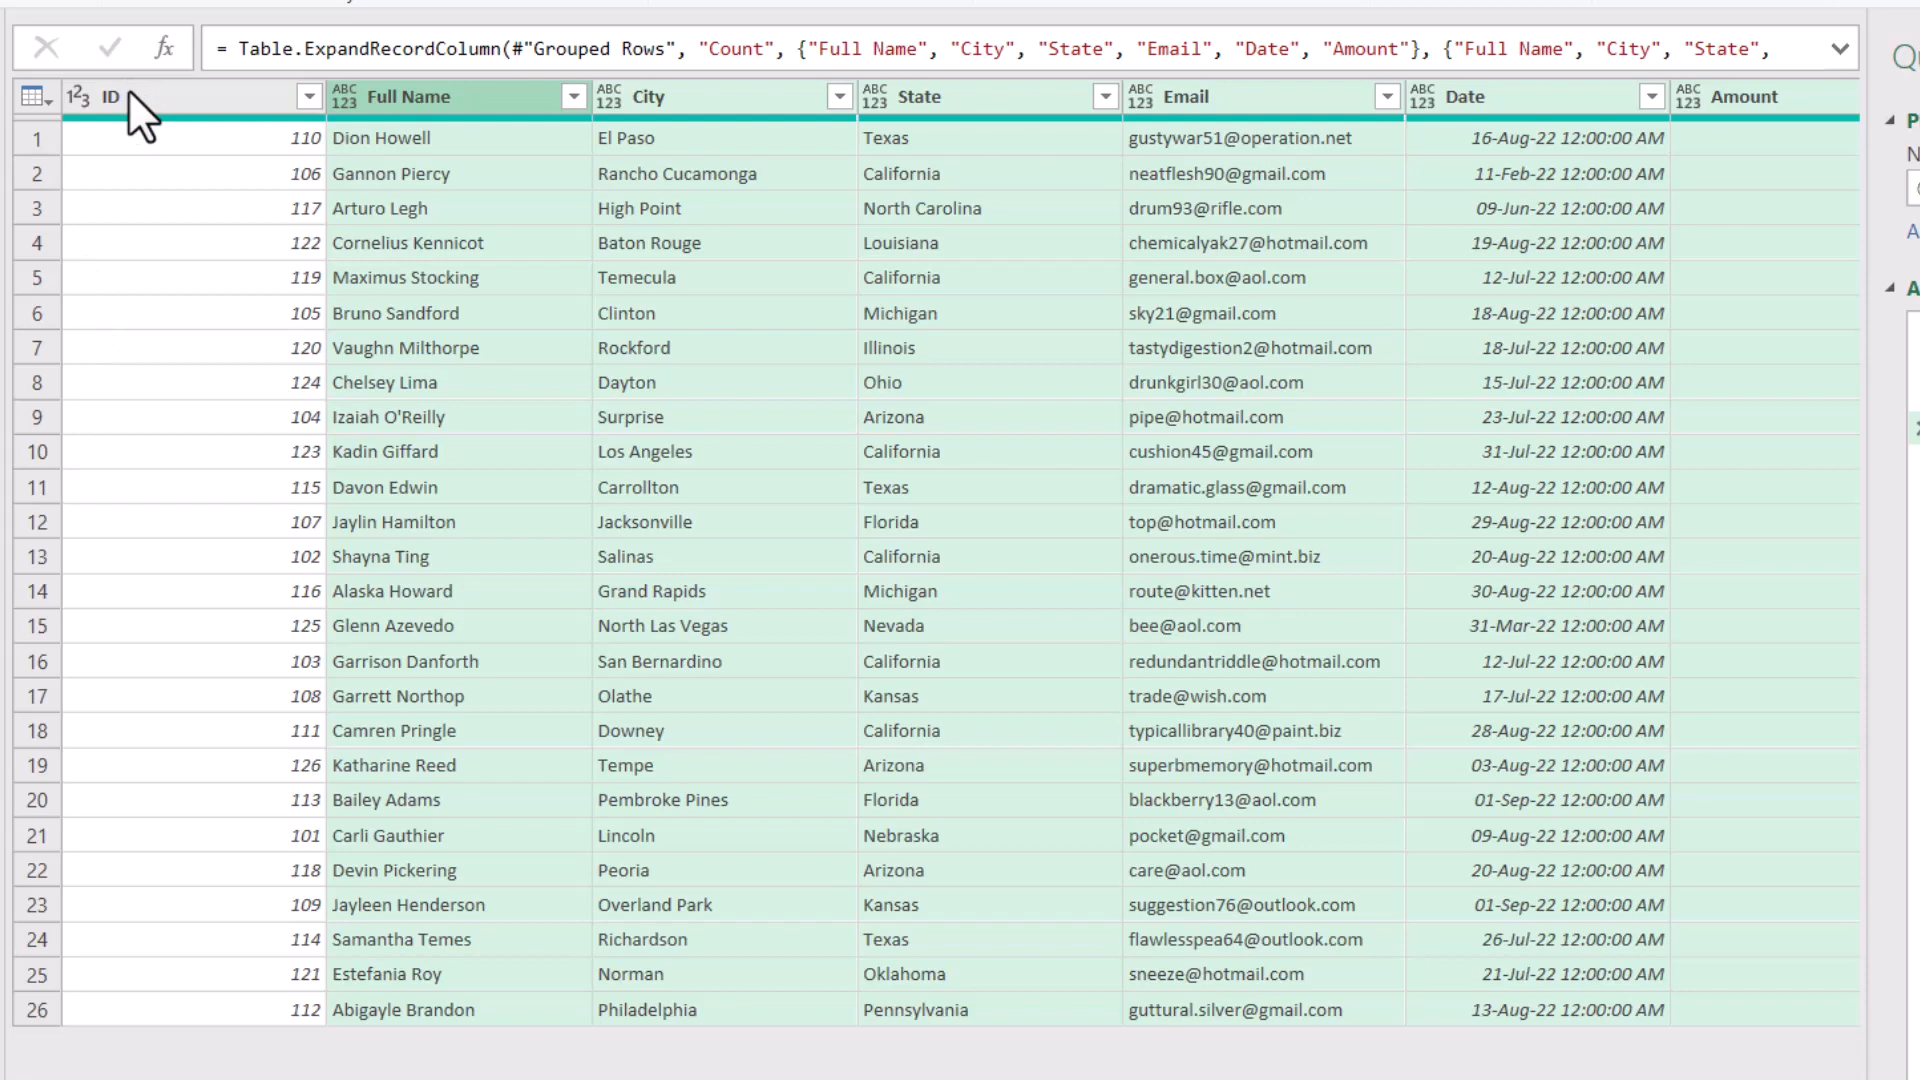 fx = Table.ExpandRecordColumn(#"Grouped Rows", "Count", {"Full Name", "City", "State", "Email", "Date", "Amount"}, {"Full Name", "City", "State",
123 ID ABC 123 Full Name ABC 123 City ABC 123 State ABC 123 Email ABC 123 Date ABC 123 Amount
1 110 Dion Howell El Paso Texas gustywar51@operation.net 16-Aug-22 12:00:00 AM
2 106 Gannon Piercy Rancho Cucamonga California neatflesh90@gmail.com 11-Feb-22 12:00:00 AM
3 117 Arturo Legh High Point North Carolina drum93@rifle.com 09-Jun-22 12:00:00 AM
4 122 Cornelius Kennicot Baton Rouge Louisiana chemicalyak27@hotmail.com 19-Aug-22 12:00:00 AM
5 119 Maximus Stocking Temecula California general.box@aol.com 12-Jul-22 12:00:00 AM
6 105 Bruno Sandford Clinton Michigan sky21@gmail.com 18-Aug-22 12:00:00 AM
7 120 Vaughn Milthorpe Rockford Illinois tastydigestion2@hotmail.com 18-Jul-22 12:00:00 AM
8 124 Chelsey Lima Dayton Ohio drunkgirl30@aol.com 15-Jul-22 12:00:00 AM
9 104 Izaiah O'Reilly Surprise Arizona pipe@hotmail.com 23-Jul-22 12:00:00 AM
10 123 Kadin Giffard Los Angeles California cushion45@gmail.com 31-Jul-22 12:00:00 AM
11 115 Davon Edwin Carrollton Texas dramatic.glass@gmail.com 12-Aug-22 12:00:00 AM
12 107 Jaylin Hamilton Jacksonville Florida top@hotmail.com 29-Aug-22 12:00:00 AM
13 102 Shayna Ting Salinas California onerous.time@mint.biz 20-Aug-22 12:00:00 AM
14 116 Alaska Howard Grand Rapids Michigan route@kitten.net 30-Aug-22 12:00:00 AM
15 125 Glenn Azevedo North Las Vegas Nevada bee@aol.com 31-Mar-22 12:00:00 AM
16 103 Garrison Danforth San Bernardino California redundantriddle@hotmail.com 12-Jul-22 12:00:00 AM
17 108 Garrett Northop Olathe Kansas trade@wish.com 17-Jul-22 12:00:00 AM
18 111 Camren Pringle Downey California typicallibrary40@paint.biz 28-Aug-22 12:00:00 AM
19 126 Katharine Reed Tempe Arizona superbmemory@hotmail.com 03-Aug-22 12:00:00 AM
20 113 Bailey Adams Pembroke Pines Florida blackberry13@aol.com 01-Sep-22 12:00:00 AM
21 101 Carli Gauthier Lincoln Nebraska pocket@gmail.com 09-Aug-22 12:00:00 AM
22 118 Devin Pickering Peoria Arizona care@aol.com 20-Aug-22 12:00:00 AM
23 109 Jayleen Henderson Overland Park Kansas suggestion76@outlook.com 01-Sep-22 12:00:00 AM
24 114 Samantha Temes Richardson Texas flawlesspea64@outlook.com 26-Jul-22 12:00:00 AM
25 121 Estefania Roy Norman Oklahoma sneeze@hotmail.com 21-Jul-22 12:00:00 AM
26 112 Abigayle Brandon Philadelphia Pennsylvania guttural.silver@gmail.com 13-Aug-22 12:00:00 AM